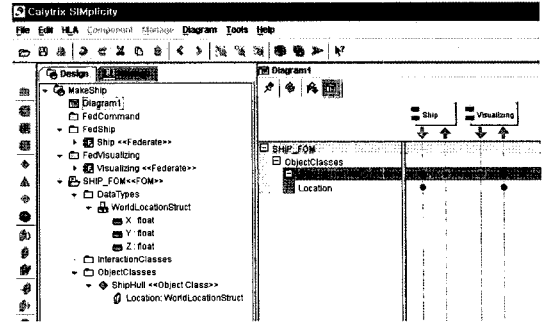 Calytrix SIMplicity
File Edit HLA Component Manage Diagram Tools Help
Design
Diagram1
MakeShip
Diagram1
FedCommand
FedShip
Ship <<Federate>>
FedVisualizing
Visualizing <<Federate>>
SHIP_FOM<<FOM>>
DataTypes
WorldLocationStruct
X : float
Y : float
Z : float
InteractionClasses
ObjectClasses
ShipHull <<Object Class>>
Location: WorldLocationStruct
Ship
Visualizing
SHIP_FOM
ObjectClasses
Location